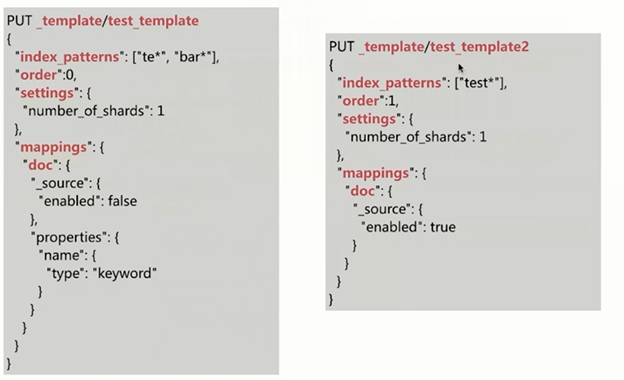 PUT _template/test_template
{
"index_patterns": ["te*", "bar*"],
"order":0,
"settings": {
"number_of_shards": 1
},
"mappings": {
"doc": {
"_source": {
"enabled": false
},
"properties": {
"name": {
"type": "keyword"
}
}
}
}
}
PUT _template/test_template2
{
"index_patterns": ["test*"],
"order":1,
"settings": {
"number_of_shards": 1
},
"mappings": {
"doc": {
"_source": {
"enabled": true
}
}
}
}